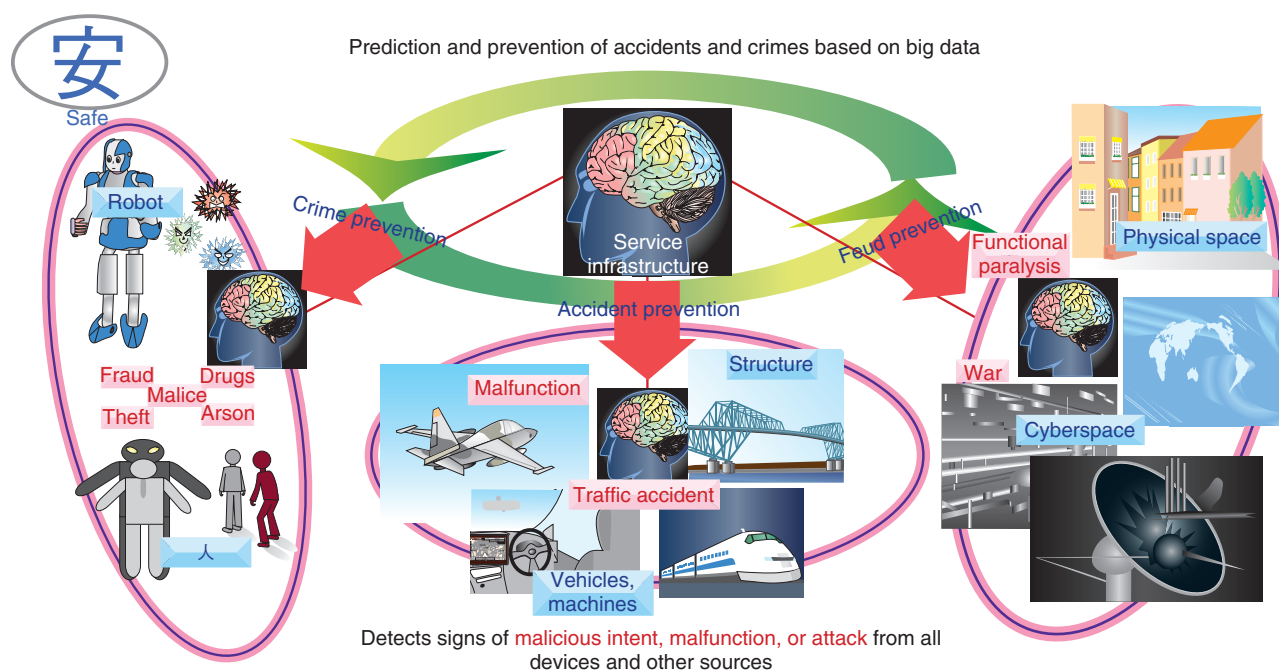 安
Safe
Prediction and prevention of accidents and crimes based on big data
Robot
Crime prevention
Service
infrastructure
Feud prevention
Accident prevention
Functional
paralysis
Physical space
Fraud
Drugs
Malice
Theft
Arson
人
Malfunction
Structure
Traffic accident
Vehicles,
machines
War
Cyberspace
Detects signs of malicious intent, malfunction, or attack from all
devices and other sources